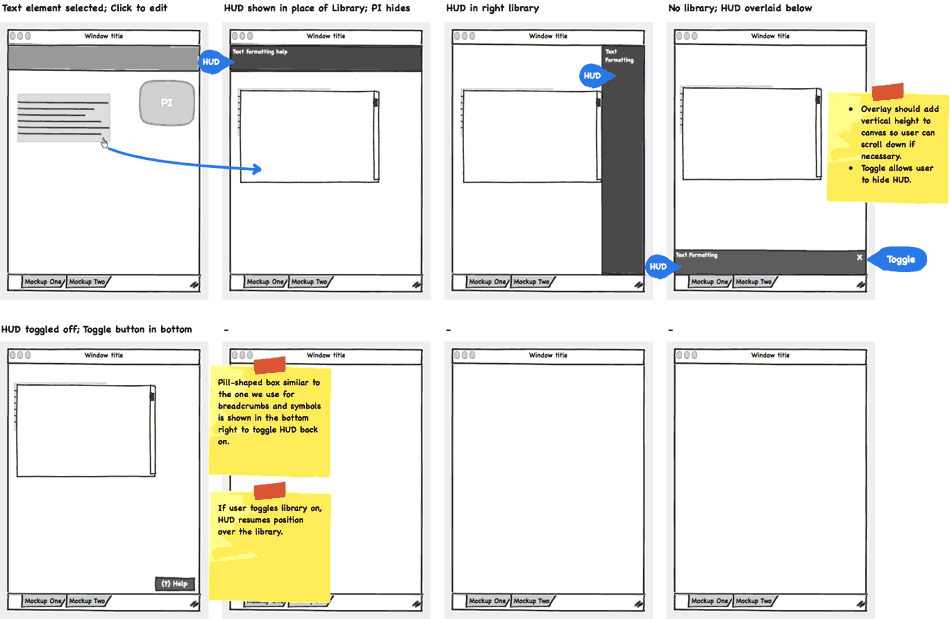 Text element selected; Click to edit
HUD shown in place of Library; PI hides
HUD in right library
No library; HUD overlaid below
Window title
Window title
Window title
Window title
PI
HUD
Text formatting help
HUD
Text
Formatting
HUD
Text Formatting
X
Toggle
• Overlay should add
vertical height to
canvas so user can
scroll down if
necessary.
• Toggle allows user
to hide HUD.
Mockup One
Mockup Two
Mockup One
Mockup Two
Mockup One
Mockup Two
Mockup One
Mockup Two
HUD toggled off; Toggle button in bottom
–
–
–
Window title
Window title
Window title
Window title
Pill-shaped box similar to
the one we use for
breadcrumbs and symbols
is shown in the bottom
right to toggle HUD back
on.
If user toggles library on,
HUD resumes position
over the library.
(?) Help
Mockup One
Mockup Two
Mockup One
Mockup Two
Mockup One
Mockup Two